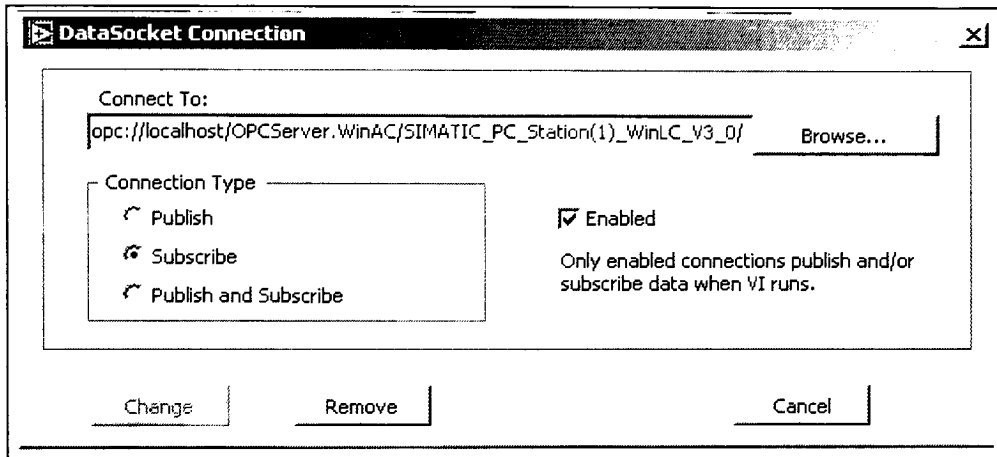 DataSocket Connection
Connect To:
opc://localhost/OPCServer.WinAC/SIMATIC_PC_Station(1)_WinLC_V3_0/
Browse...
Connection Type
Publish
Subscribe
Publish and Subscribe
Enabled
Only enabled connections publish and/or
subscribe data when VI runs.
Change
Remove
Cancel